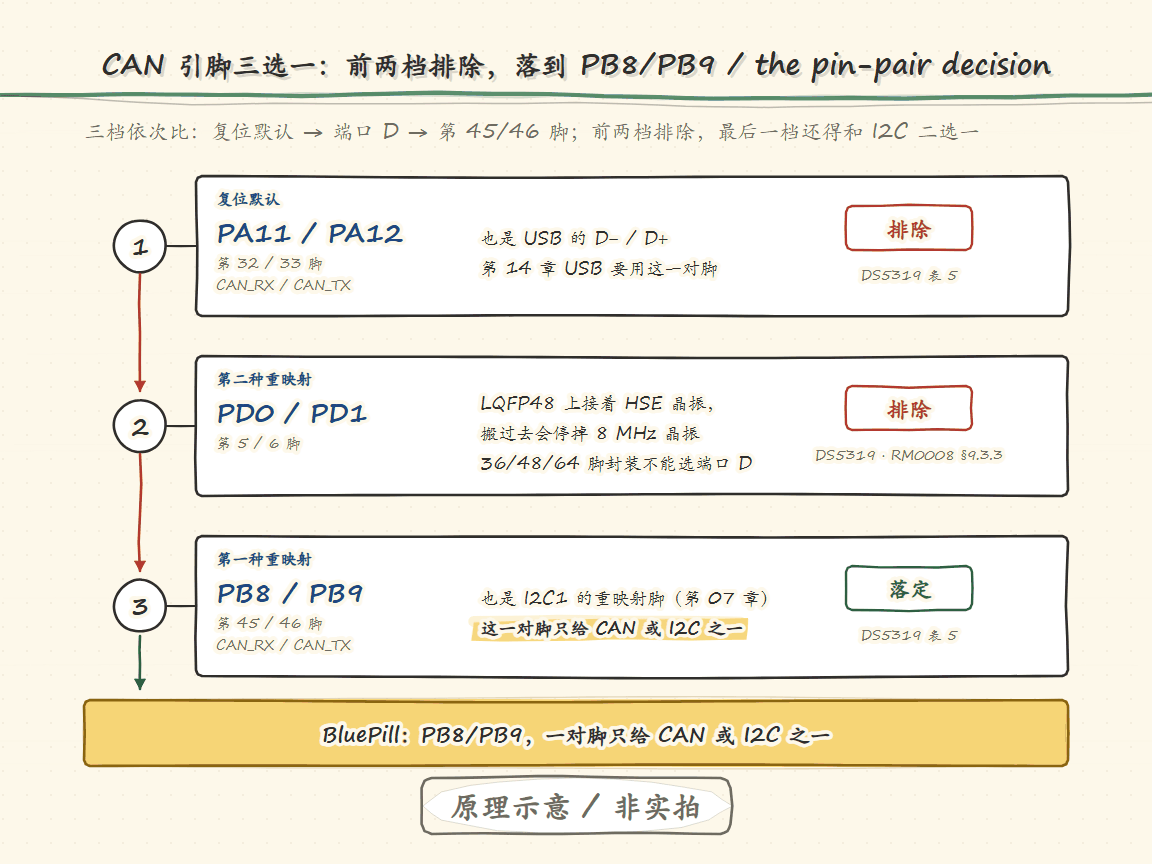 CAN 引脚三选一：前两档排除，落到 PB8/PB9 / the pin-pair decision
三档依次比：复位默认 → 端口 D → 第 45/46 脚；前两档排除，最后一档还得和 I2C 二选一
1
复位默认
PA11 / PA12
第 32 / 33 脚
CAN_RX / CAN_TX
也是 USB 的 D− / D+
第 14 章 USB 要用这一对脚
排除
DS5319 表 5
2
第二种重映射
PD0 / PD1
第 5 / 6 脚
LQFP48 上接着 HSE 晶振，
搬过去会停掉 8 MHz 晶振
36/48/64 脚封装不能选端口 D
排除
DS5319 · RM0008 §9.3.3
3
第一种重映射
PB8 / PB9
第 45 / 46 脚
CAN_RX / CAN_TX
也是 I2C1 的重映射脚（第 07 章）
这一对脚只给 CAN 或 I2C 之一
落定
DS5319 表 5
BluePill：PB8/PB9，一对脚只给 CAN 或 I2C 之一
原理示意 / 非实拍